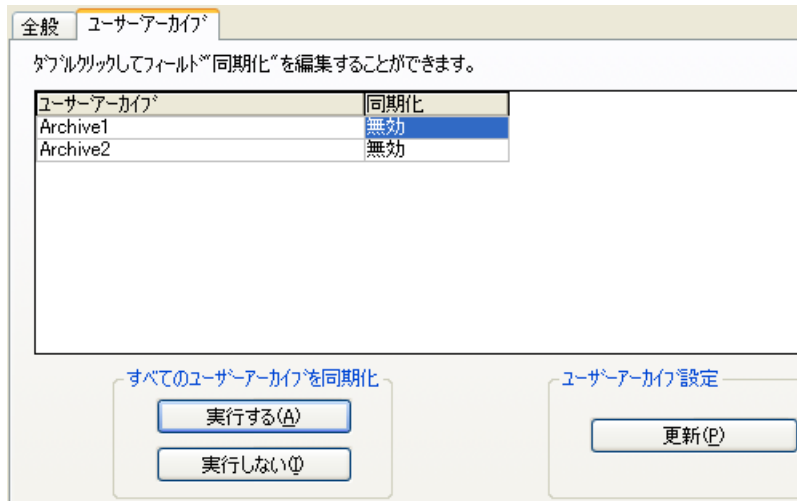 全般 ユーザーアーカイブ
ダブルクリックしてフィールド"同期化"を編集することができます。
ユーザーアーカイブ 同期化
Archive1 無効
Archive2 無効
すべてのユーザーアーカイブを同期化 ユーザーアーカイブ設定
実行する(A)
更新(P)
実行しない(I)